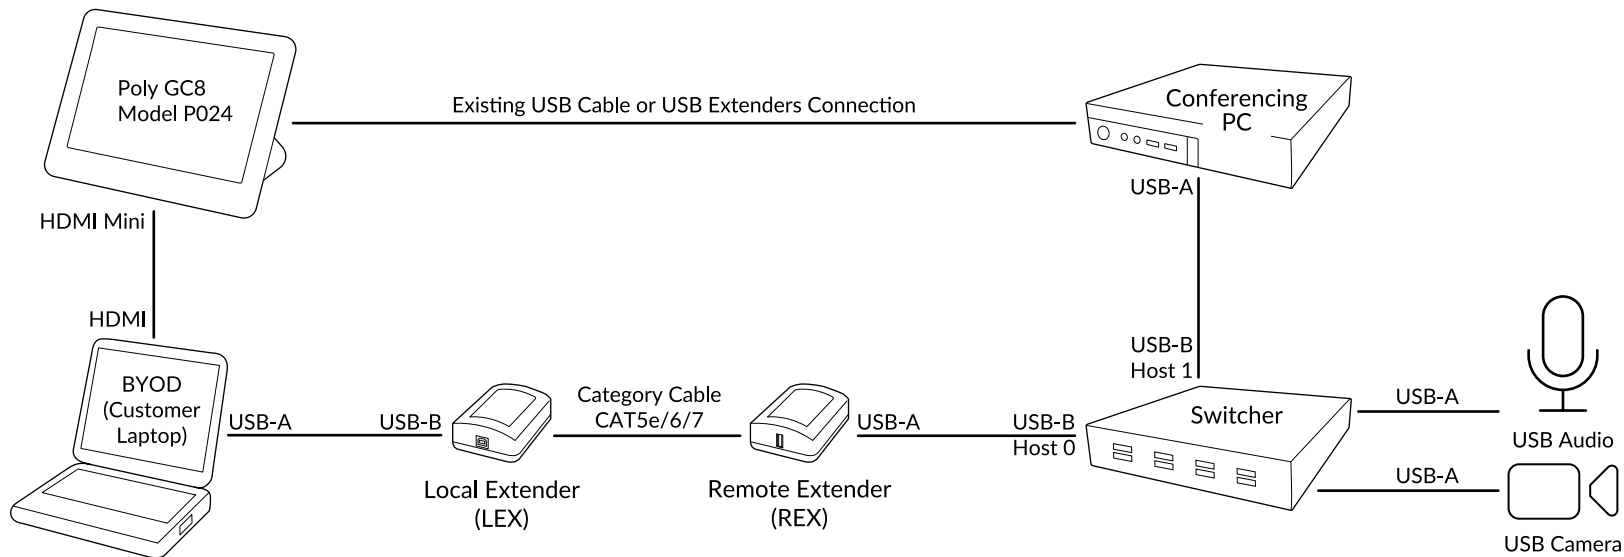 Poly GC8
Model P024
Existing USB Cable or USB Extenders Connection
Conferencing
PC
USB-A
HDMI Mini
HDMI
USB-B
Host 1
BYOD
(Customer
Laptop)
USB-A
USB-B
Category Cable
CAT5e/6/7
USB-A
USB-B
Host 0
Switcher
USB-A
USB Audio
USB-A
USB Camera
Local Extender
(LEX)
Remote Extender
(REX)